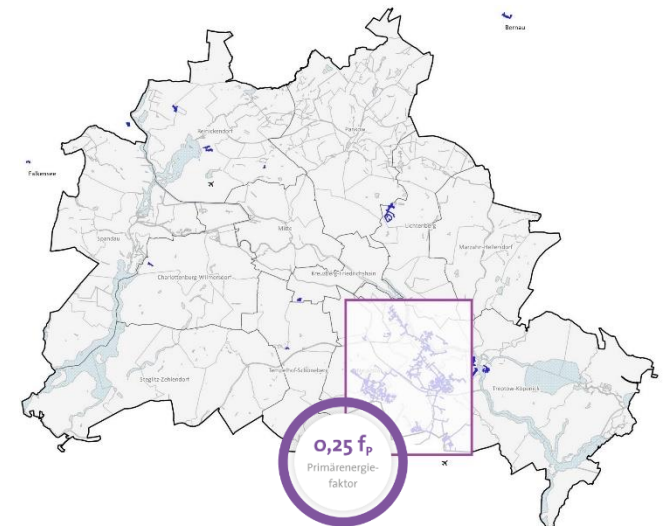 Bernau
Reinickendorf
Pankow
Falkensee
Lichtenberg
Spandau
Mitte
Marzahn-Hellersdorf
Charlottenburg-Wilmersdorf
Kreuzberg-Friedrichshain
Tempelhof-Schöneberg
Steglitz-Zehlendorf
Treptow-Köpenick
0,25 fP
Primärenergie-
faktor